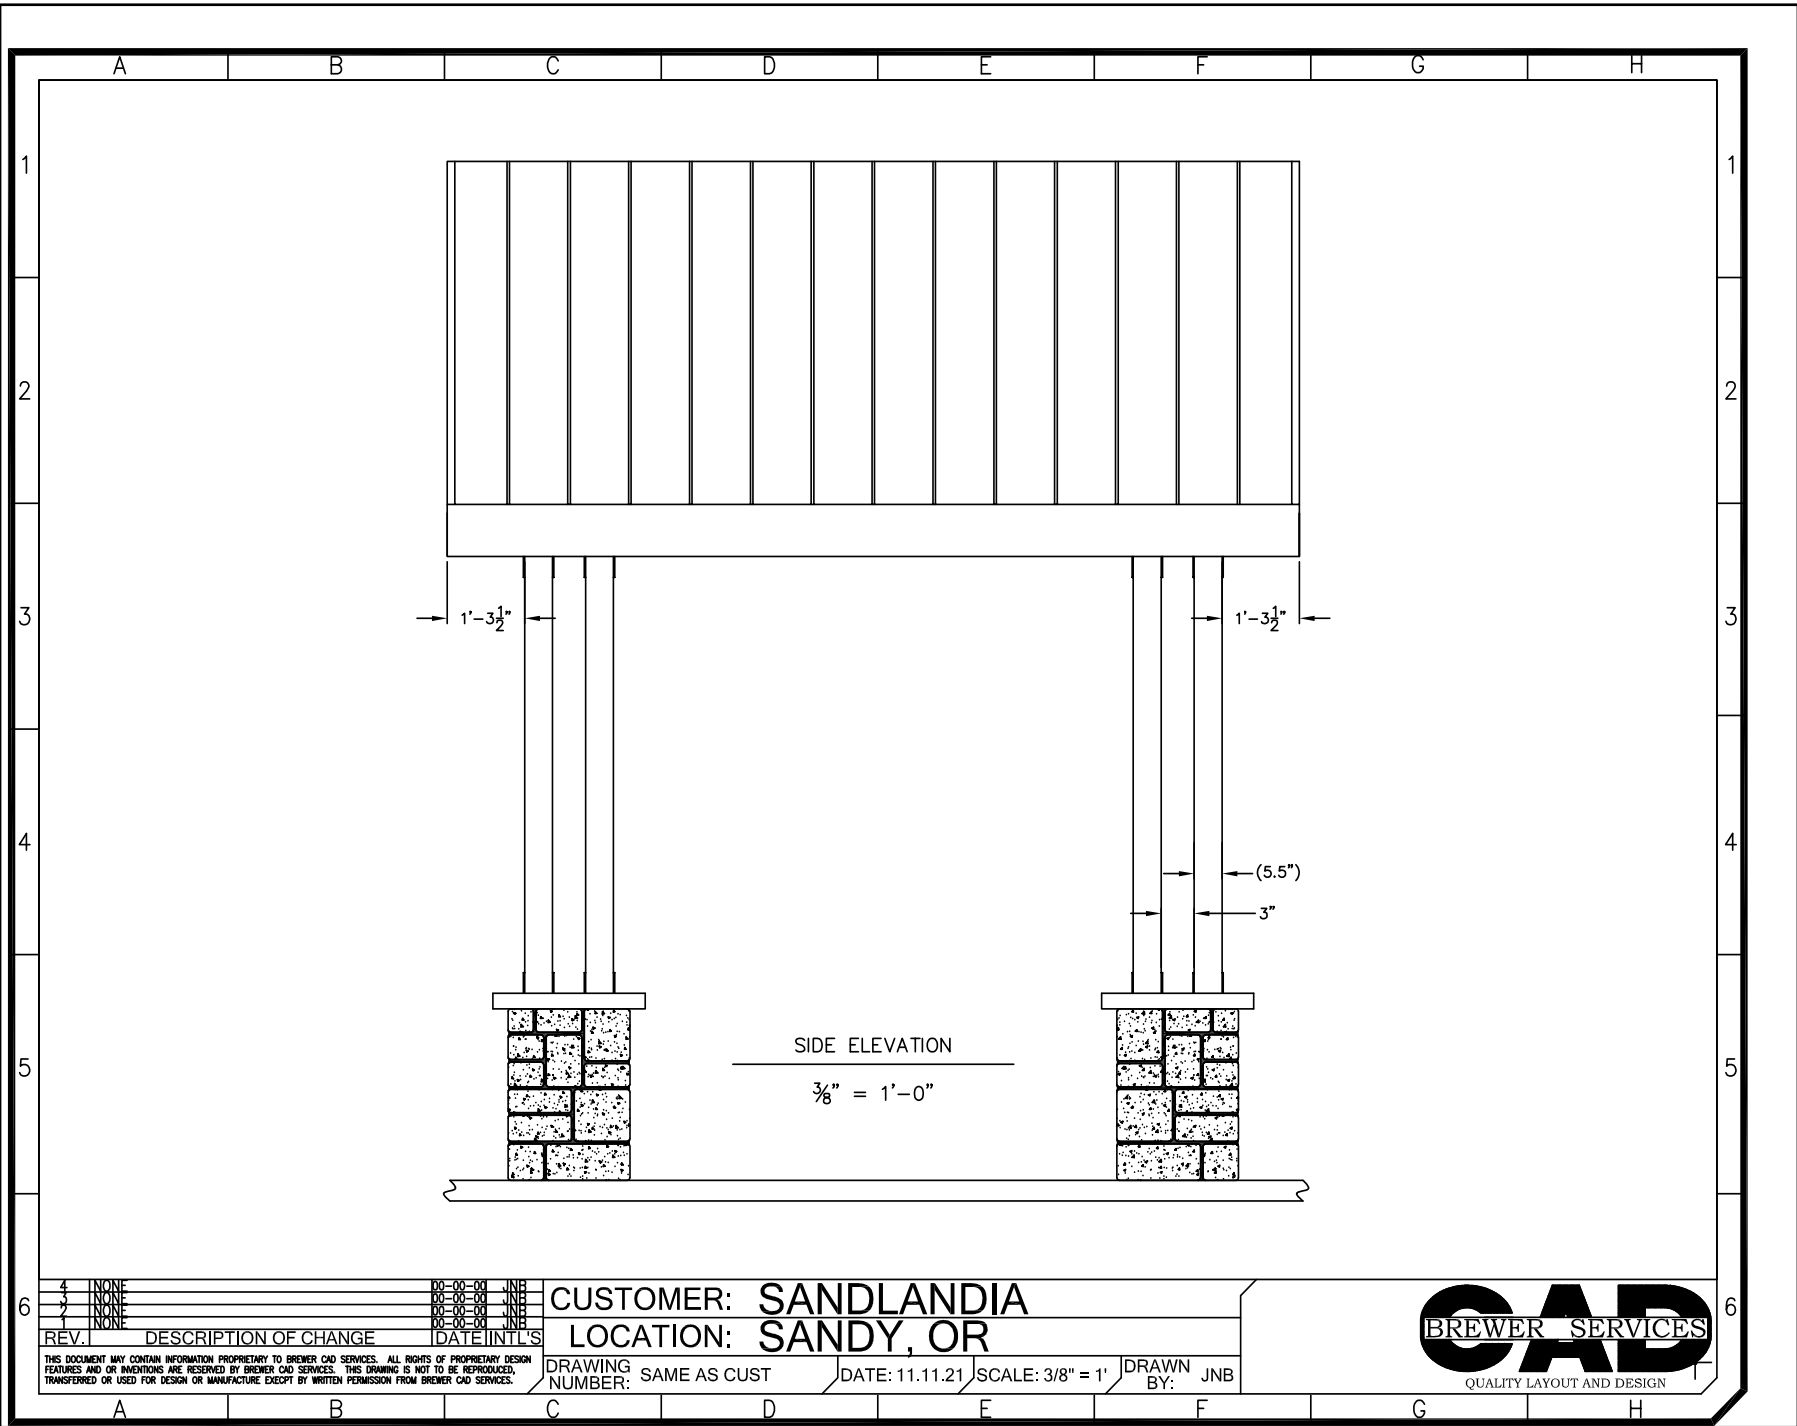 A B C D E F G H
1 1
2 2
1'-3½" 1'-3½"
3 3
4 4
(5.5")
3"
SIDE ELEVATION
5 5
⅜" = 1'-0"
4 NONE 00-00-00 JNB
3 NONE 00-00-00 JNB
2 NONE 00-00-00 JNB
1 NONE 00-00-00 JNB
REV. DESCRIPTION OF CHANGE DATE INTL'S
THIS DOCUMENT MAY CONTAIN INFORMATION PROPRIETARY TO BREWER CAD SERVICES. ALL RIGHTS OF PROPRIETARY DESIGN
FEATURES AND OR INVENTIONS ARE RESERVED BY BREWER CAD SERVICES. THIS DRAWING IS NOT TO BE REPRODUCED,
TRANSFERRED OR USED FOR DESIGN OR MANUFACTURE EXECPT BY WRITTEN PERMISSION FROM BREWER CAD SERVICES.
CUSTOMER: SANDLANDIA
LOCATION: SANDY, OR
DRAWING NUMBER: SAME AS CUST
DATE: 11.11.21
SCALE: 3/8" = 1'
DRAWN BY: JNB
6 6
CAD
BREWER SERVICES
QUALITY LAYOUT AND DESIGN
A B C D E F G H